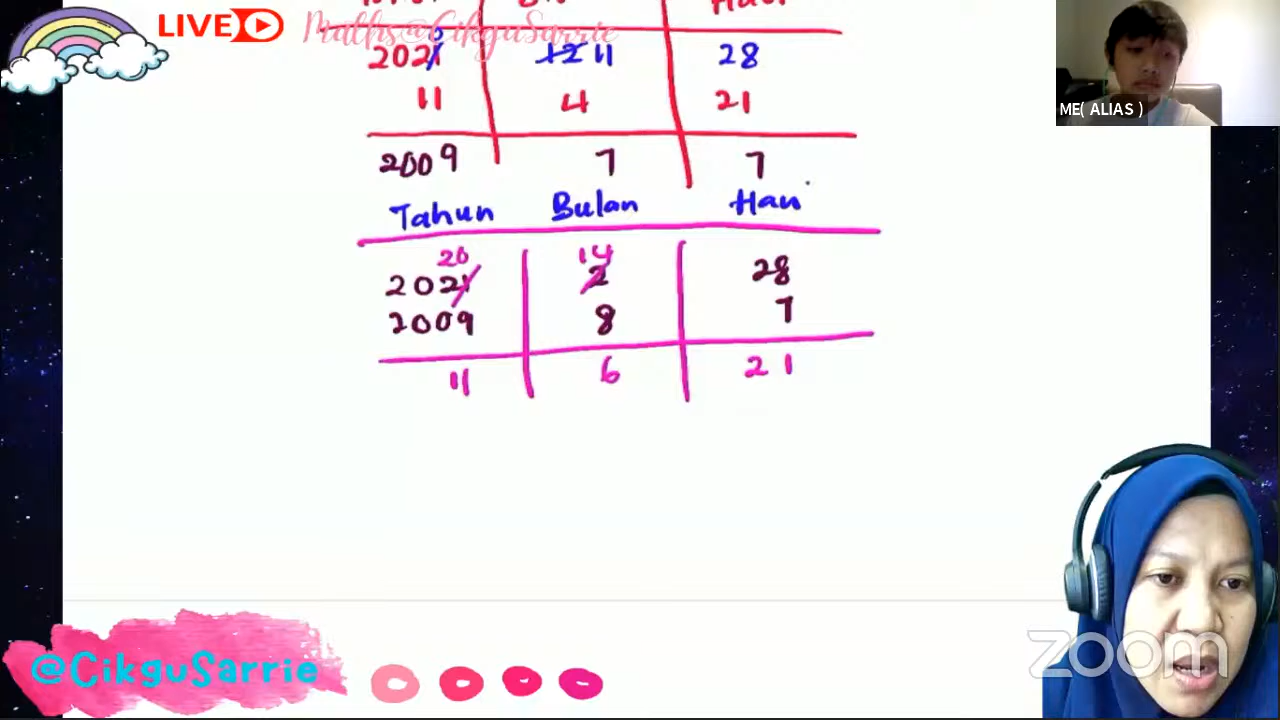 LIVE Maths@CikguSarrie
2021 0 12 11 28
11 4 21
2009 7 7
Tahun Bulan Hari
20 14
2021 2 28
2009 8 7
11 6 21
ME( ALIAS )
@CikguSarrie
zoom